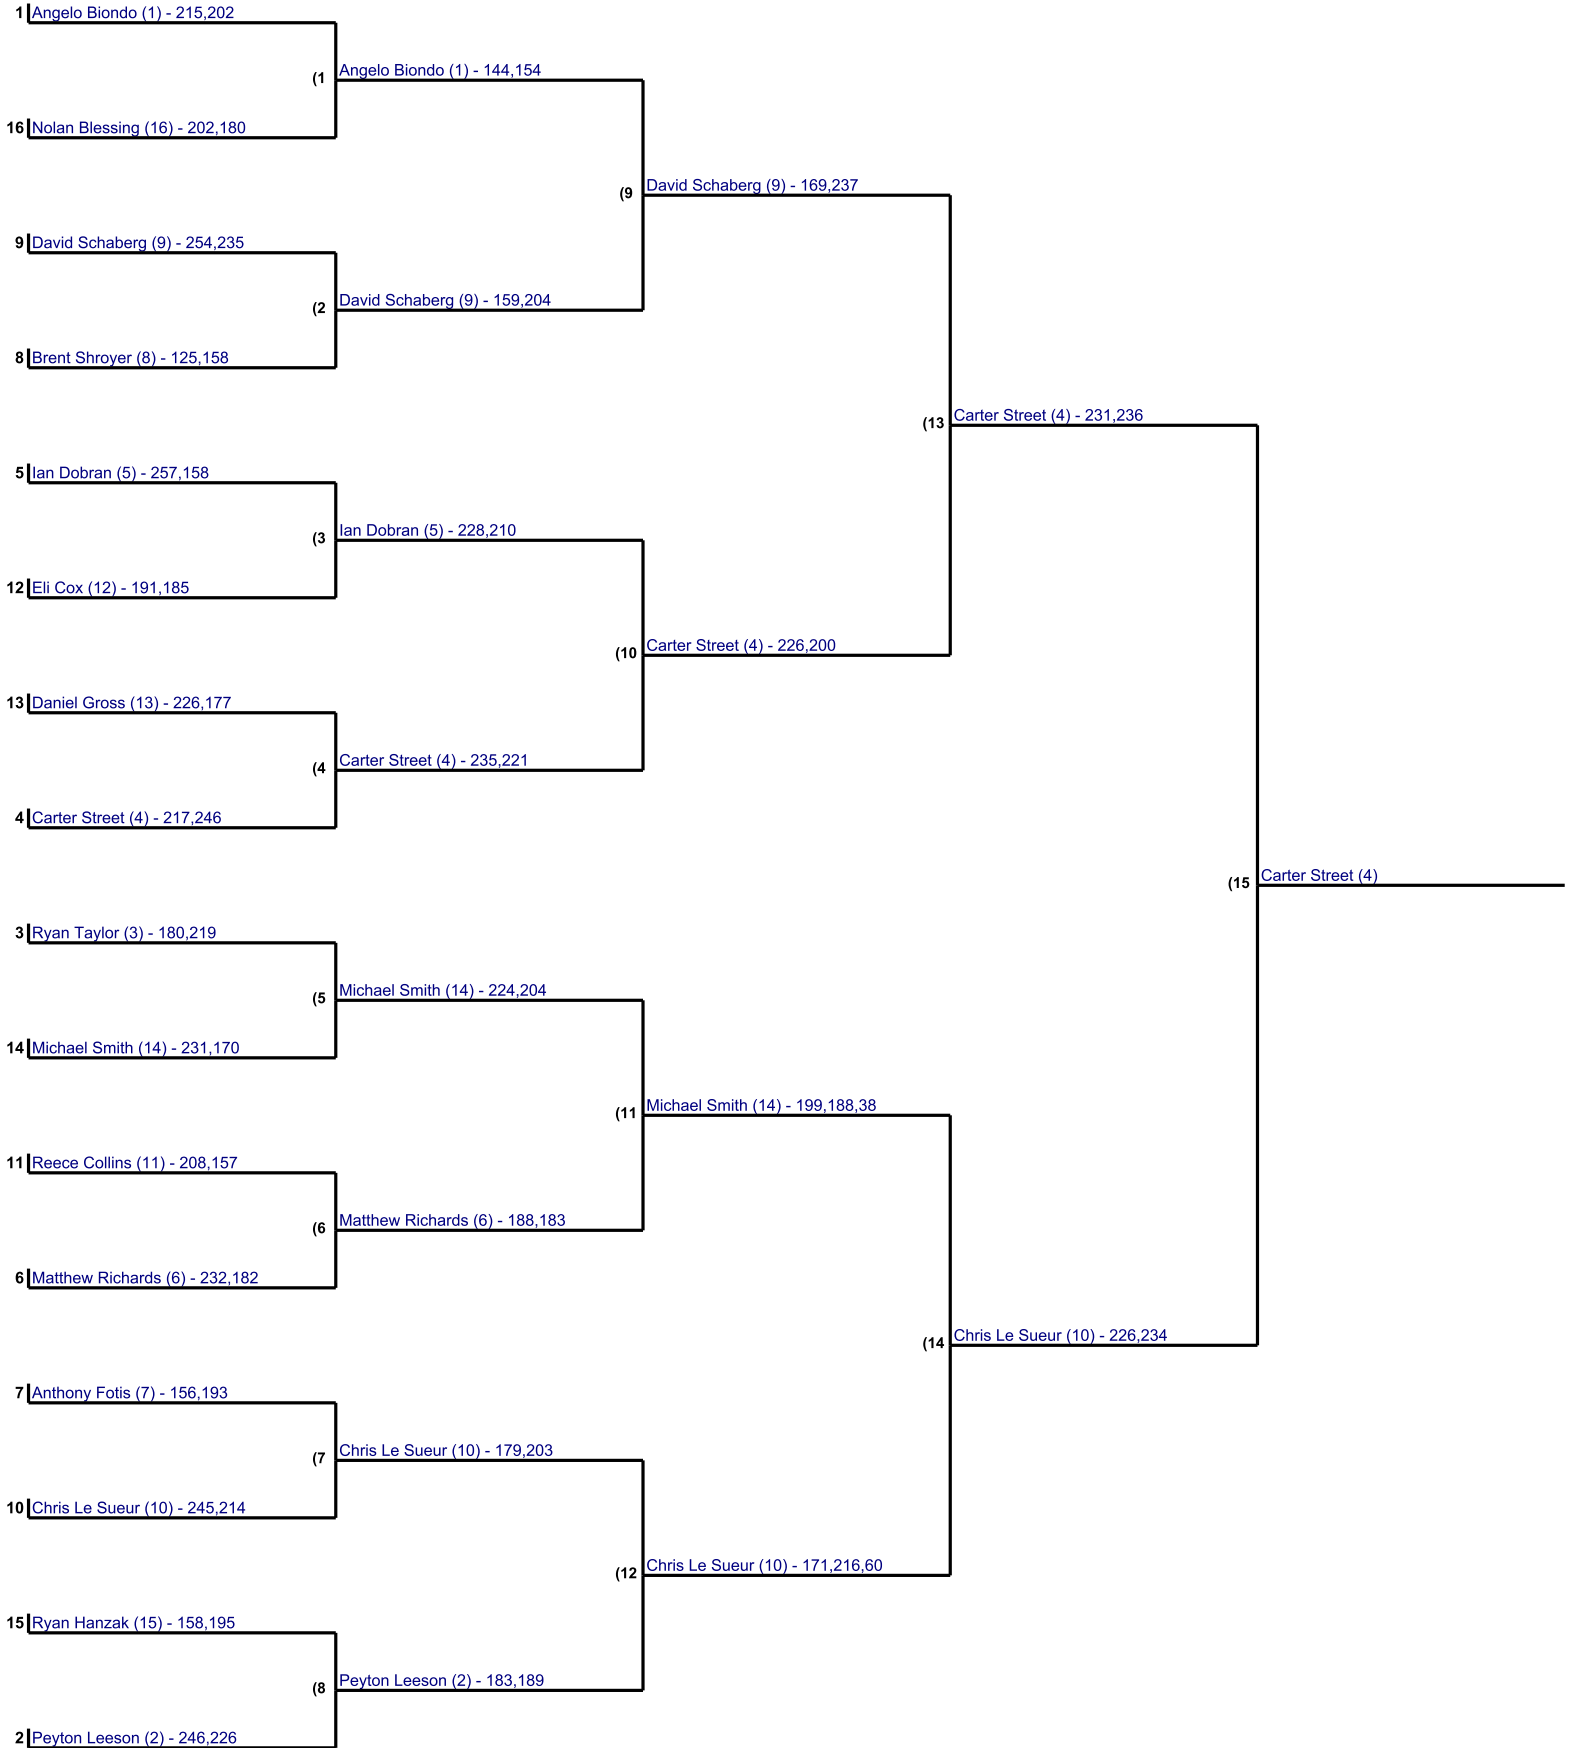 1 Angelo Biondo (1) - 215,202
(1 Angelo Biondo (1) - 144,154
16 Nolan Blessing (16) - 202,180
(9 David Schaberg (9) - 169,237
9 David Schaberg (9) - 254,235
(2 David Schaberg (9) - 159,204
8 Brent Shroyer (8) - 125,158
(13 Carter Street (4) - 231,236
5 Ian Dobran (5) - 257,158
(3 Ian Dobran (5) - 228,210
12 Eli Cox (12) - 191,185
(10 Carter Street (4) - 226,200
13 Daniel Gross (13) - 226,177
(4 Carter Street (4) - 235,221
4 Carter Street (4) - 217,246
(15 Carter Street (4)
3 Ryan Taylor (3) - 180,219
(5 Michael Smith (14) - 224,204
14 Michael Smith (14) - 231,170
(11 Michael Smith (14) - 199,188,38
11 Reece Collins (11) - 208,157
(6 Matthew Richards (6) - 188,183
6 Matthew Richards (6) - 232,182
(14 Chris Le Sueur (10) - 226,234
7 Anthony Fotis (7) - 156,193
(7 Chris Le Sueur (10) - 179,203
10 Chris Le Sueur (10) - 245,214
(12 Chris Le Sueur (10) - 171,216,60
15 Ryan Hanzak (15) - 158,195
(8 Peyton Leeson (2) - 183,189
2 Peyton Leeson (2) - 246,226